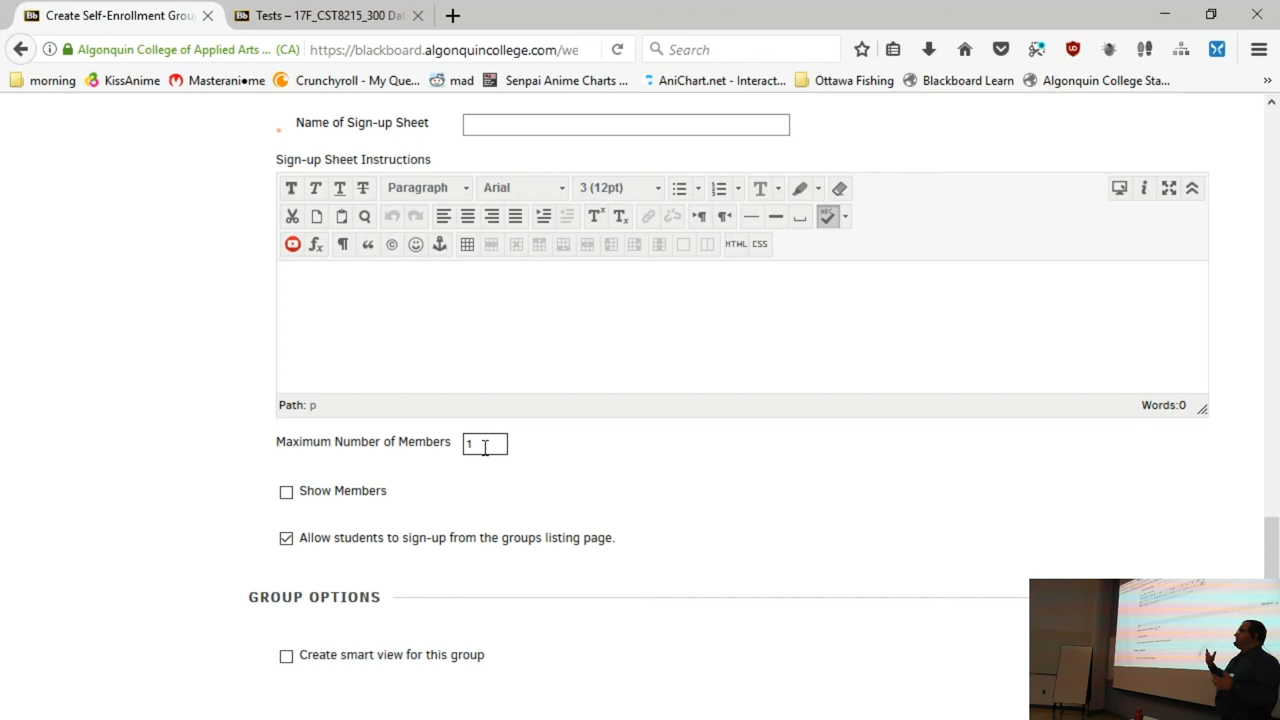 Create Self-Enrollment Grou
Tests – 17F_CST8215_300 Dat
Algonquin College of Applied Arts ... (CA)
https://blackboard.algonquincollege.com/we
Search
morning
KissAnime
Masterani●me
Crunchyroll - My Que...
mad
Senpai Anime Charts ...
AniChart.net - Interact...
Ottawa Fishing
Blackboard Learn
Algonquin College Sta...
* Name of Sign-up Sheet
Sign-up Sheet Instructions
Paragraph
Arial
3 (12pt)
HTML CSS
Path: p
Words:0
Maximum Number of Members 1
Show Members
Allow students to sign-up from the groups listing page.
GROUP OPTIONS
Create smart view for this group